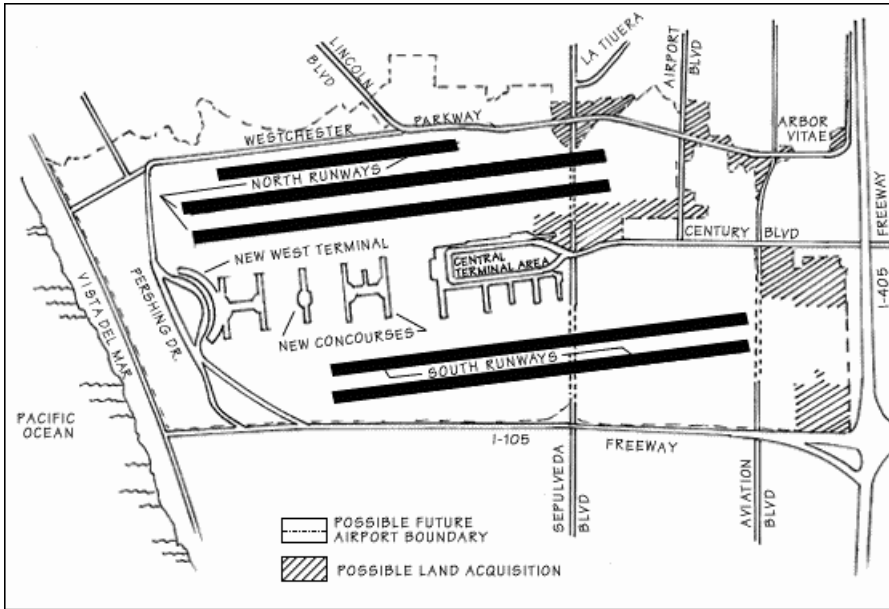 LINCOLN
BLVD
LA TIUERA
AIRPORT
BLVD
WESTCHESTER
PARKWAY
ARBOR
VITAE
NORTH RUNWAYS
NEW WEST TERMINAL
CENTRAL
TERMINAL AREA
CENTURY BLVD
FREEWAY
I-405
PERSHING DR.
VISTA DEL MAR
NEW CONCOURSES
SOUTH RUNWAYS
PACIFIC
OCEAN
I-105
FREEWAY
SEPULVEDA
BLVD
AVIATION
BLVD
POSSIBLE FUTURE
AIRPORT BOUNDARY
POSSIBLE LAND ACQUISITION